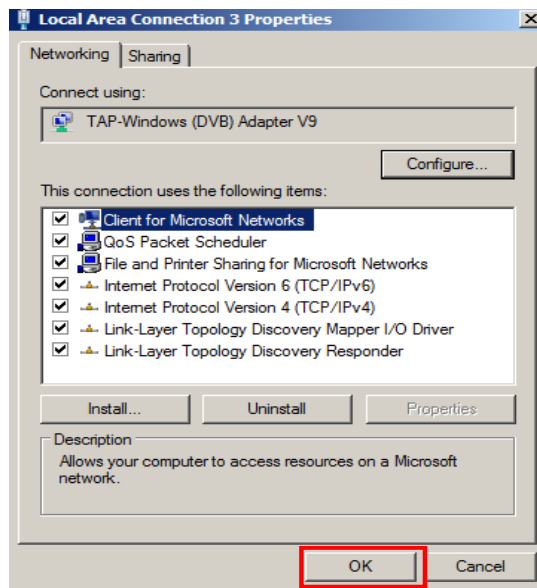 Local Area Connection 3 Properties
Networking
Sharing
Connect using:
TAP-Windows (DVB) Adapter V9
Configure...
This connection uses the following items:
Client for Microsoft Networks
QoS Packet Scheduler
File and Printer Sharing for Microsoft Networks
Internet Protocol Version 6 (TCP/IPv6)
Internet Protocol Version 4 (TCP/IPv4)
Link-Layer Topology Discovery Mapper I/O Driver
Link-Layer Topology Discovery Responder
Install...
Uninstall
Properties
Description
Allows your computer to access resources on a Microsoft
network.
OK
Cancel